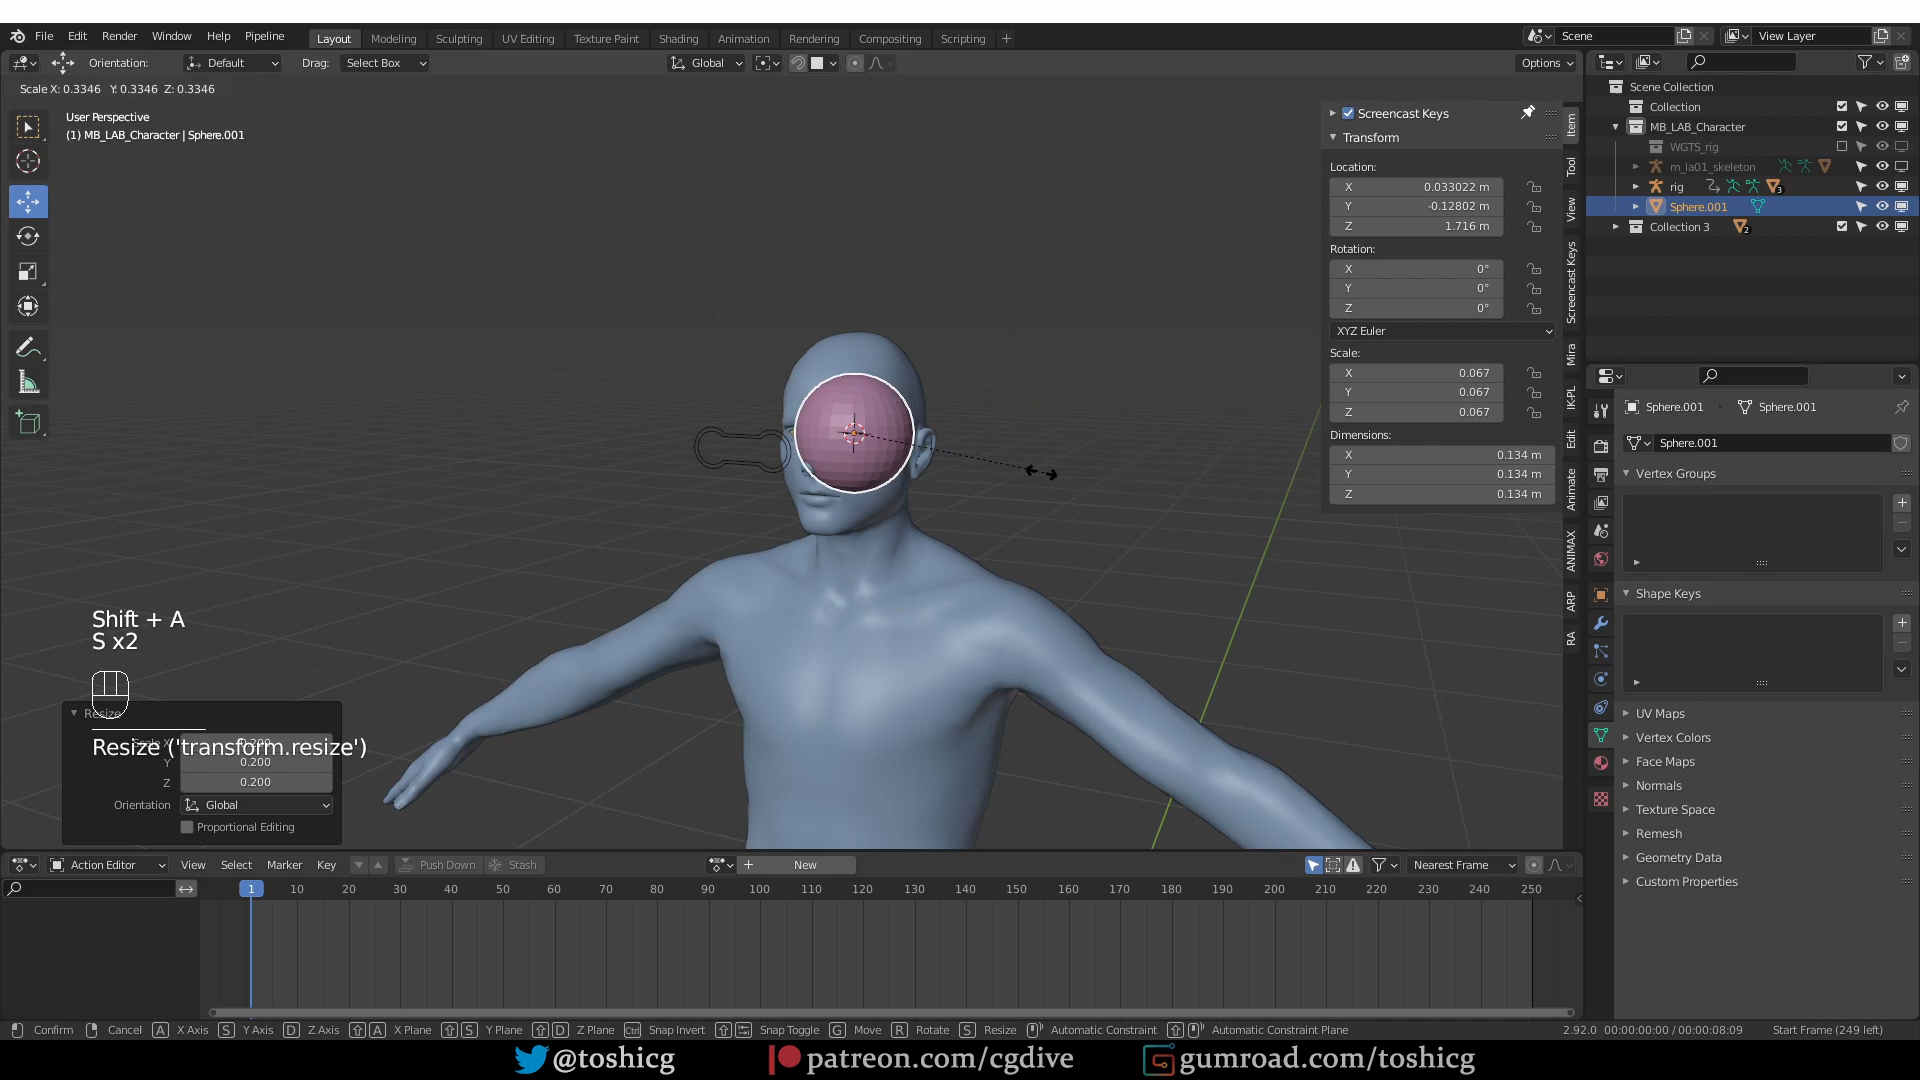 File Edit Render Window Help Pipeline
Layout Modeling Sculpting UV Editing Texture Paint Shading Animation Rendering Compositing Scripting +
Scene
View Layer
Orientation: Default Drag: Select Box
Global
Options
Scale X: 0.3346 Y: 0.3346 Z: 0.3346
User Perspective
(1) MB_LAB_Character | Sphere.001
Screencast Keys
Transform
Location:
X 0.033022 m
Y -0.12802 m
Z 1.716 m
Rotation:
X 0°
Y 0°
Z 0°
XYZ Euler
Scale:
X 0.067
Y 0.067
Z 0.067
Dimensions:
X 0.134 m
Y 0.134 m
Z 0.134 m
Item
Tool
View
Screencast Keys
Mira
IK-PL
Edit
Animate
ANIMAX
ARP
RA
Scene Collection
Collection
MB_LAB_Character
WGTS_rig
m_la01_skeleton
rig 3
Sphere.001
Collection 3 2
Sphere.001 Sphere.001
Sphere.001
Vertex Groups
Shape Keys
UV Maps
Vertex Colors
Face Maps
Normals
Texture Space
Remesh
Geometry Data
Custom Properties
Shift + A
S x2
Resize
Resize ('transform.resize')
Y 0.200
Z 0.200
Orientation Global
Proportional Editing
Action Editor View Select Marker Key Push Down Stash
+ New
Nearest Frame
1 10 20 30 40 50 60 70 80 90 100 110 120 130 140 150 160 170 180 190 200 210 220 230 240 250
Confirm Cancel A X Axis S Y Axis D Z Axis A X Plane S Y Plane D Z Plane Ctrl Snap Invert Snap Toggle G Move R Rotate S Resize Automatic Constraint Automatic Constraint Plane
2.92.0 00:00:00:00 / 00:00:08:09 Start Frame (249 left)
@toshicg patreon.com/cgdive gumroad.com/toshicg